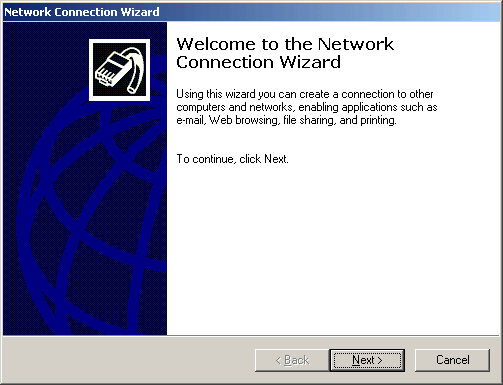 Network Connection Wizard
Welcome to the Network
Connection Wizard
Using this wizard you can create a connection to other
computers and networks, enabling applications such as
e-mail, Web browsing, file sharing, and printing.
To continue, click Next.
< Back
Next >
Cancel